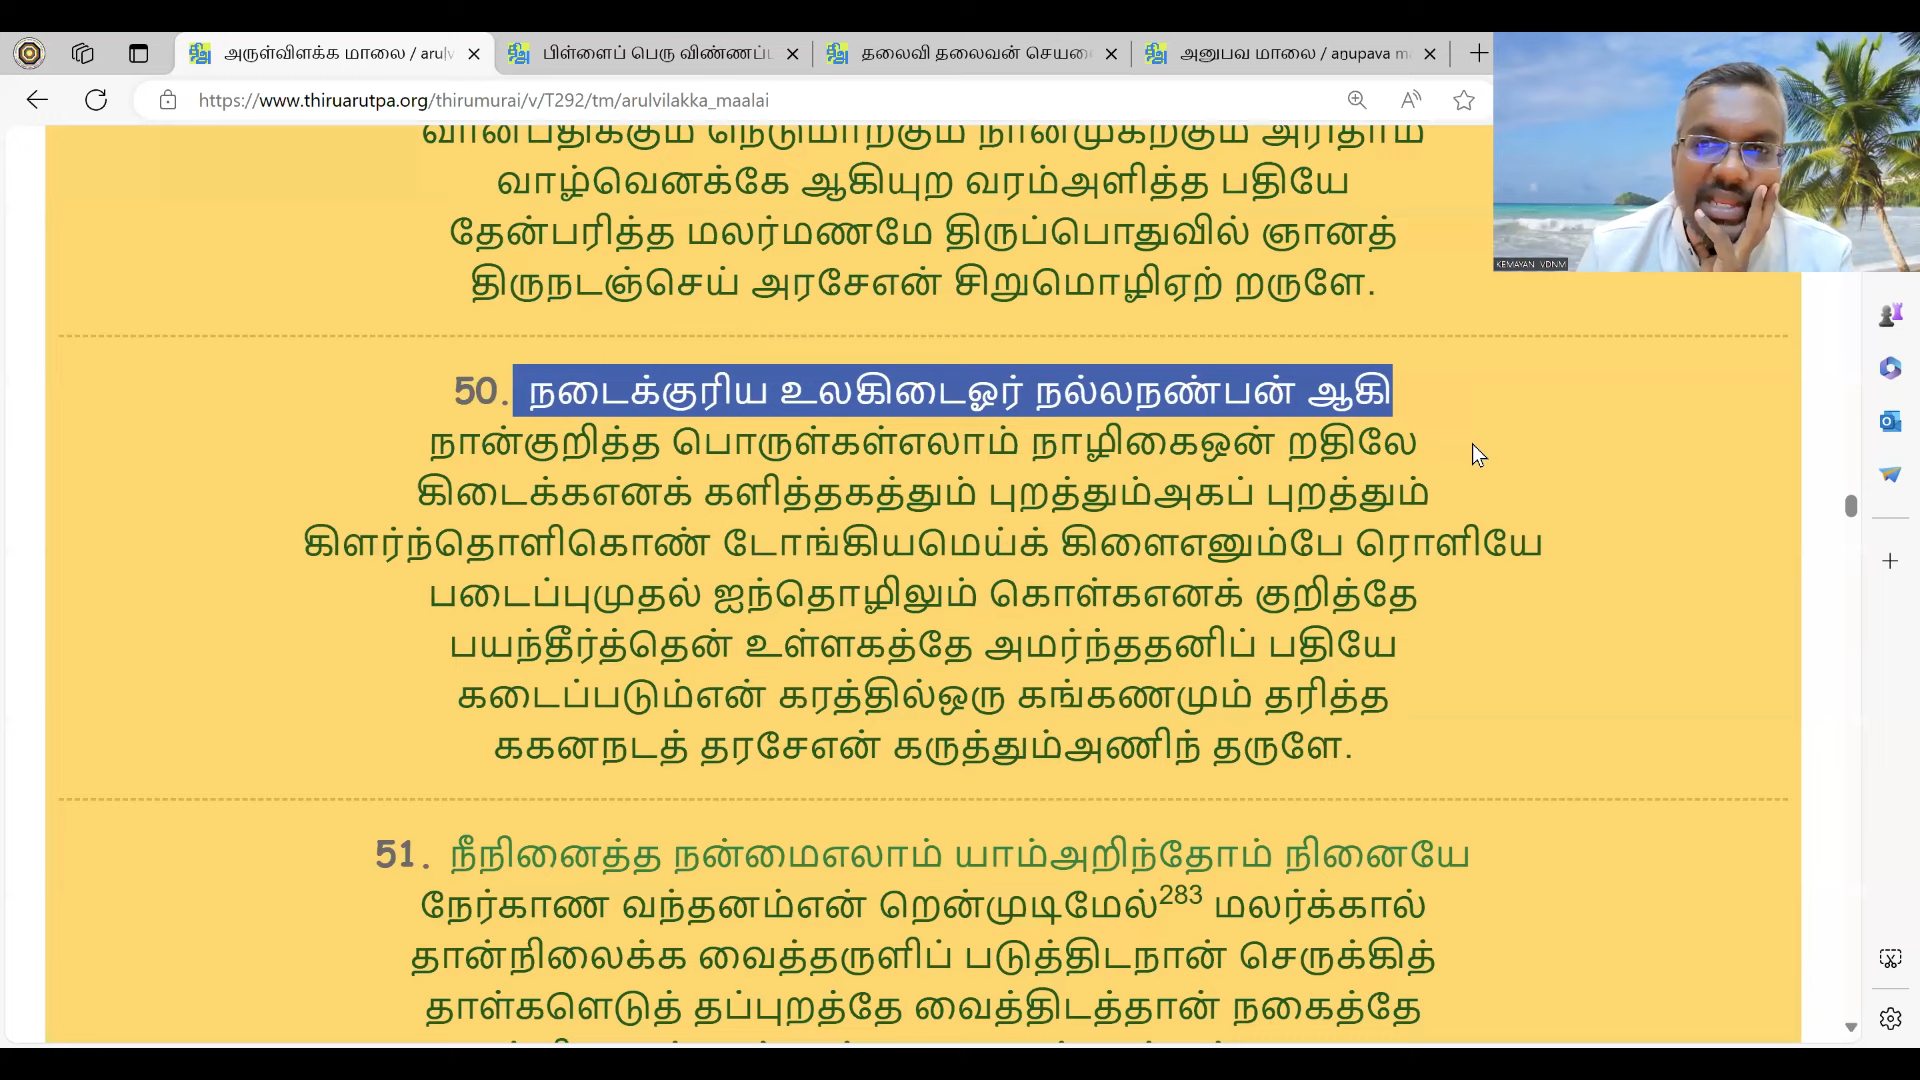 அருள்விளக்க மாலை / arulv
பிள்ளைப் பெரு விண்ணப்ப
தலைவி தலைவன் செயலை
அனுபவ மாலை / anupava m
https://www.thiruarutpa.org/thirumurai/v/T292/tm/arulvilakka_maalai
KEMAYAN VDNM
வான்பதிக்கும் நெடுமாற்கும் நான்முகற்கும் அரிதாம்
வாழ்வெனக்கே ஆகியுற வரம்அளித்த பதியே
தேன்பரித்த மலர்மணமே திருப்பொதுவில் ஞானத்
திருநடஞ்செய் அரசேஎன் சிறுமொழிஏற் றருளே.
50. நடைக்குரிய உலகிடைஓர் நல்லநண்பன் ஆகி
நான்குறித்த பொருள்கள்எலாம் நாழிகைஒன் றதிலே
கிடைக்கஎனக் களித்தகத்தும் புறத்தும்அகப் புறத்தும்
கிளர்ந்தொளிகொண் டோங்கியமெய்க் கிளைஎனும்பே ரொளியே
படைப்புமுதல் ஐந்தொழிலும் கொள்கஎனக் குறித்தே
பயந்தீர்த்தென் உள்ளகத்தே அமர்ந்ததனிப் பதியே
கடைப்படும்என் கரத்தில்ஒரு கங்கணமும் தரித்த
ககனநடத் தரசேஎன் கருத்தும்அணிந் தருளே.
51. நீநினைத்த நன்மைஎலாம் யாம்அறிந்தோம் நினையே
நேர்காண வந்தனம்என் றென்முடிமேல்283 மலர்க்கால்
தான்நிலைக்க வைத்தருளிப் படுத்திடநான் செருக்கித்
தாள்களெடுத் தப்புறத்தே வைத்திடத்தான் நகைத்தே